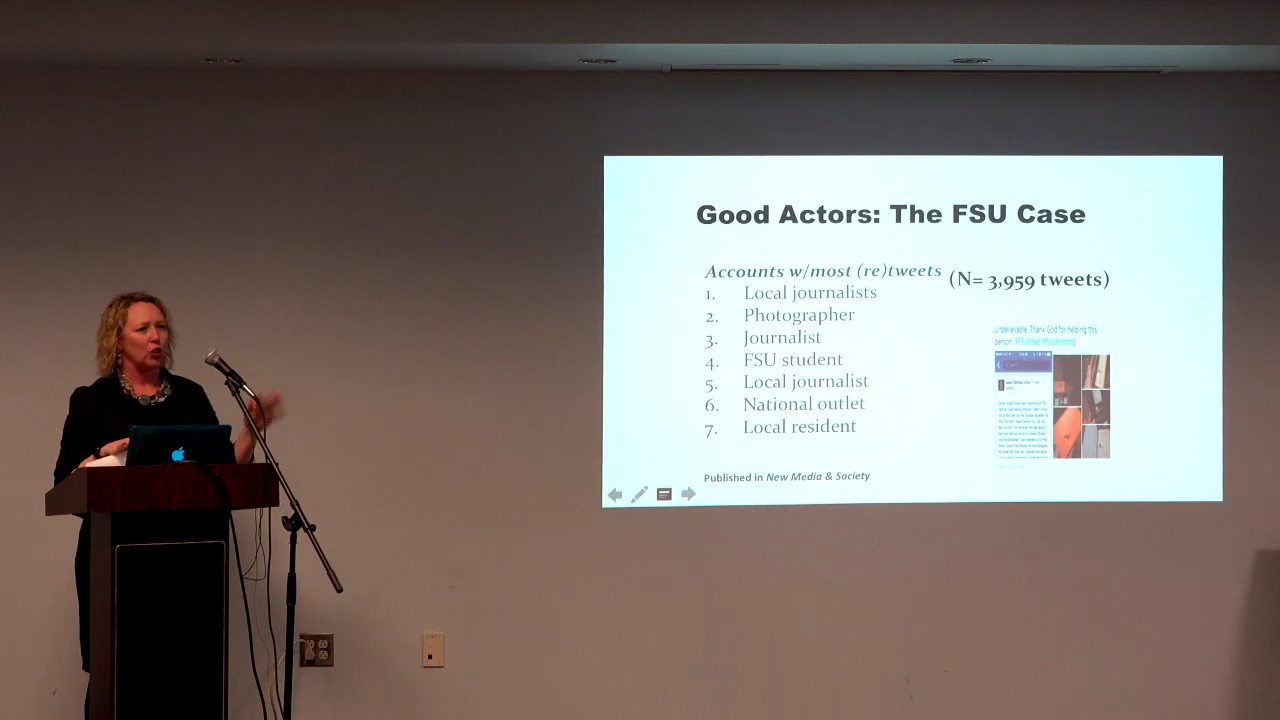 Good Actors: The FSU Case
Accounts w/most (re)tweets
(N= 3,959 tweets)
1. Local journalists
2. Photographer
3. Journalist
4. FSU student
5. Local journalist
6. National outlet
7. Local resident
Unbelievable. Thank God for helping this
person.
Published in New Media & Society